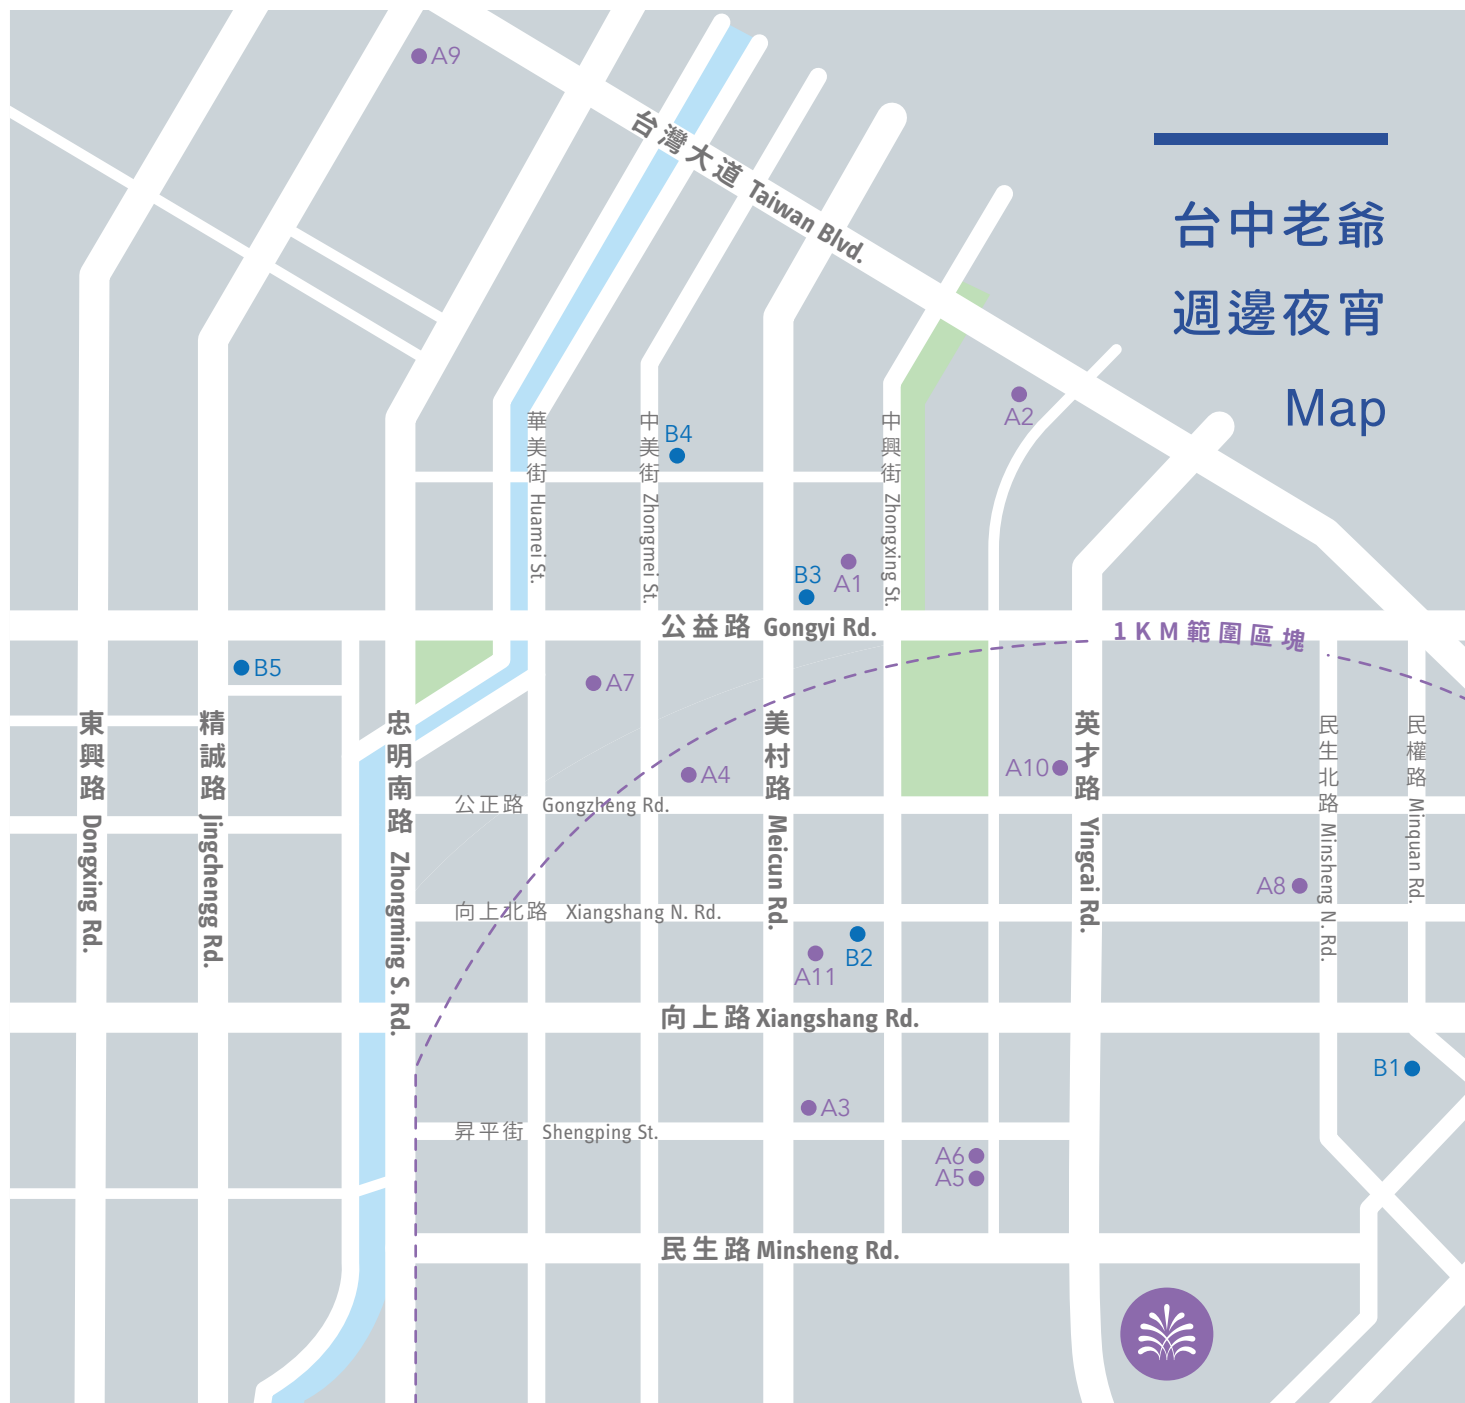 台中老爺
週邊夜宵
Map
A9
台灣大道 Taiwan Blvd.
A2
B4
華美街 Huamei St.
中美街 Zhongmei St.
中興街 Zhongxing St.
B3
A1
公益路 Gongyi Rd.
1KM範圍區塊
B5
A7
A4
A10
東興路 Dongxing Rd.
精誠路 Jingchengg Rd.
忠明南路 Zhongming S. Rd.
美村路 Meicun Rd.
英才路 Yingcai Rd.
民生北路 Minsheng N. Rd.
民權路 Minquan Rd.
公正路 Gongzheng Rd.
A8
向上北路 Xiangshang N. Rd.
B2
A11
向上路 Xiangshang Rd.
B1
A3
昇平街 Shengping St.
A6
A5
民生路 Minsheng Rd.